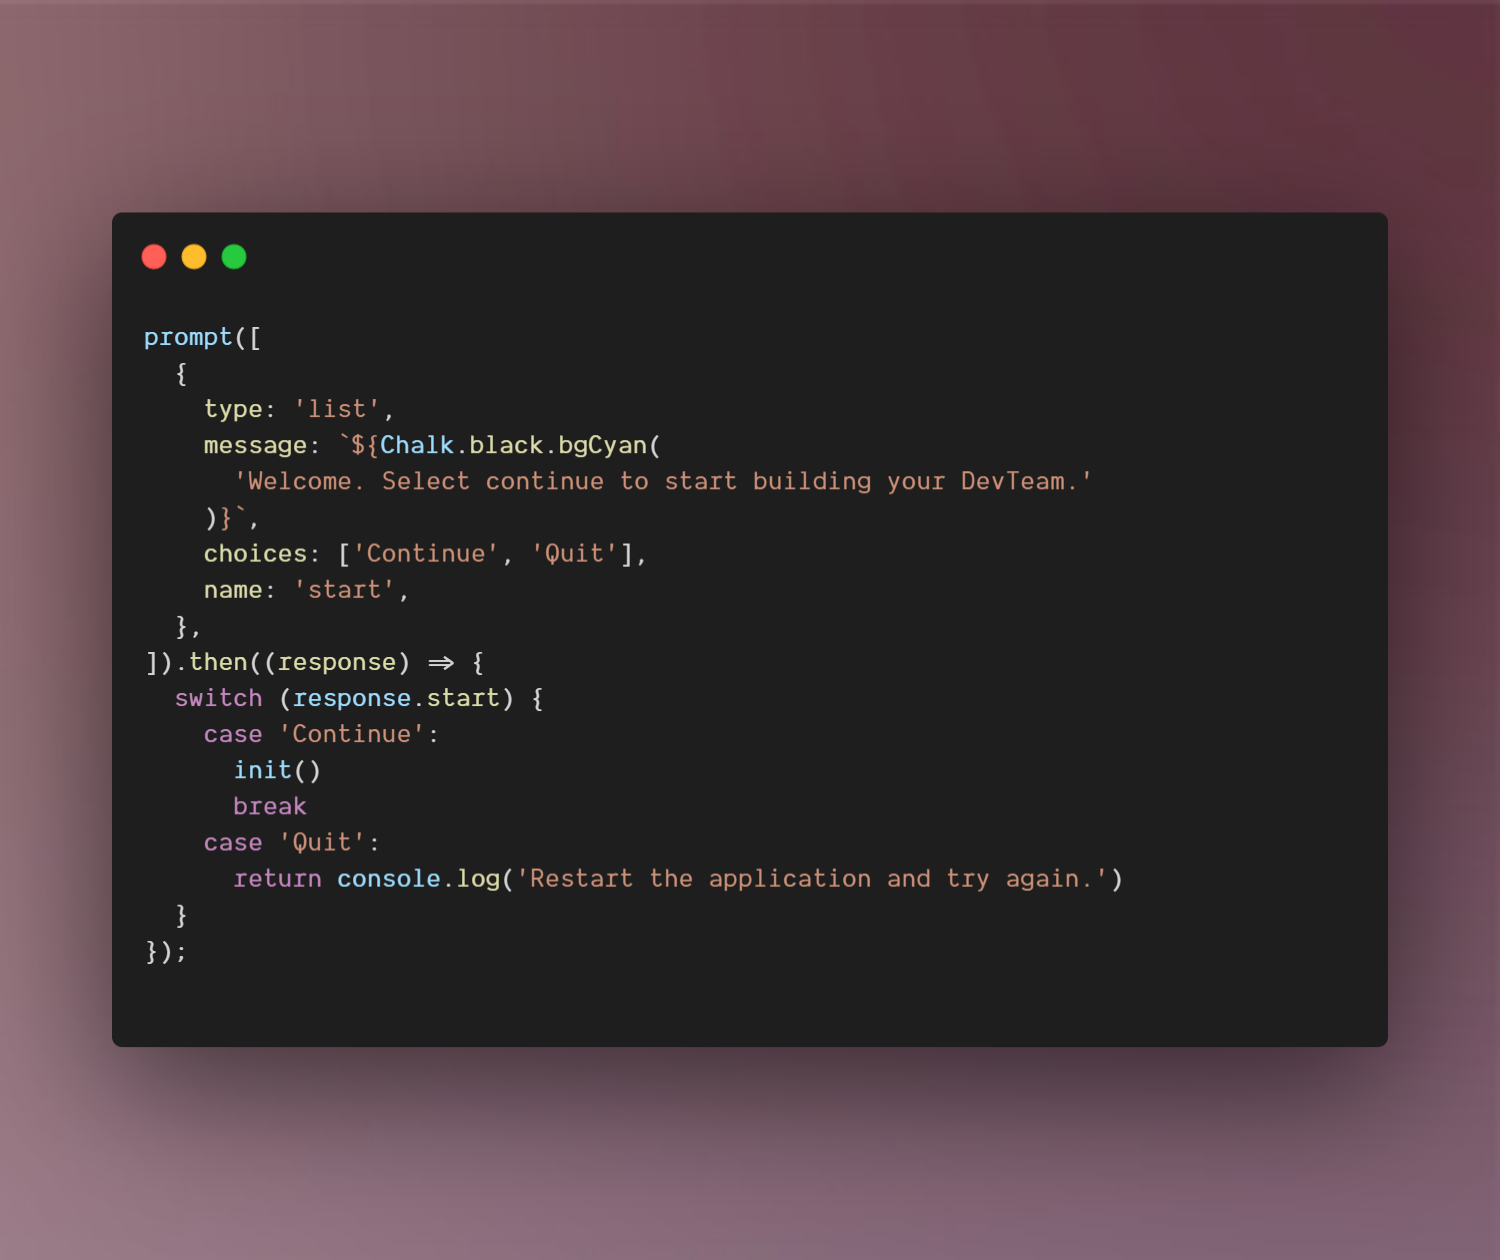 prompt([
  {
    type: 'list',
    message: `${Chalk.black.bgCyan(
      'Welcome. Select continue to start building your DevTeam.'
    )}`,
    choices: ['Continue', 'Quit'],
    name: 'start',
  },
]).then((response) => {
  switch (response.start) {
    case 'Continue':
      init()
      break
    case 'Quit':
      return console.log('Restart the application and try again.')
  }
});